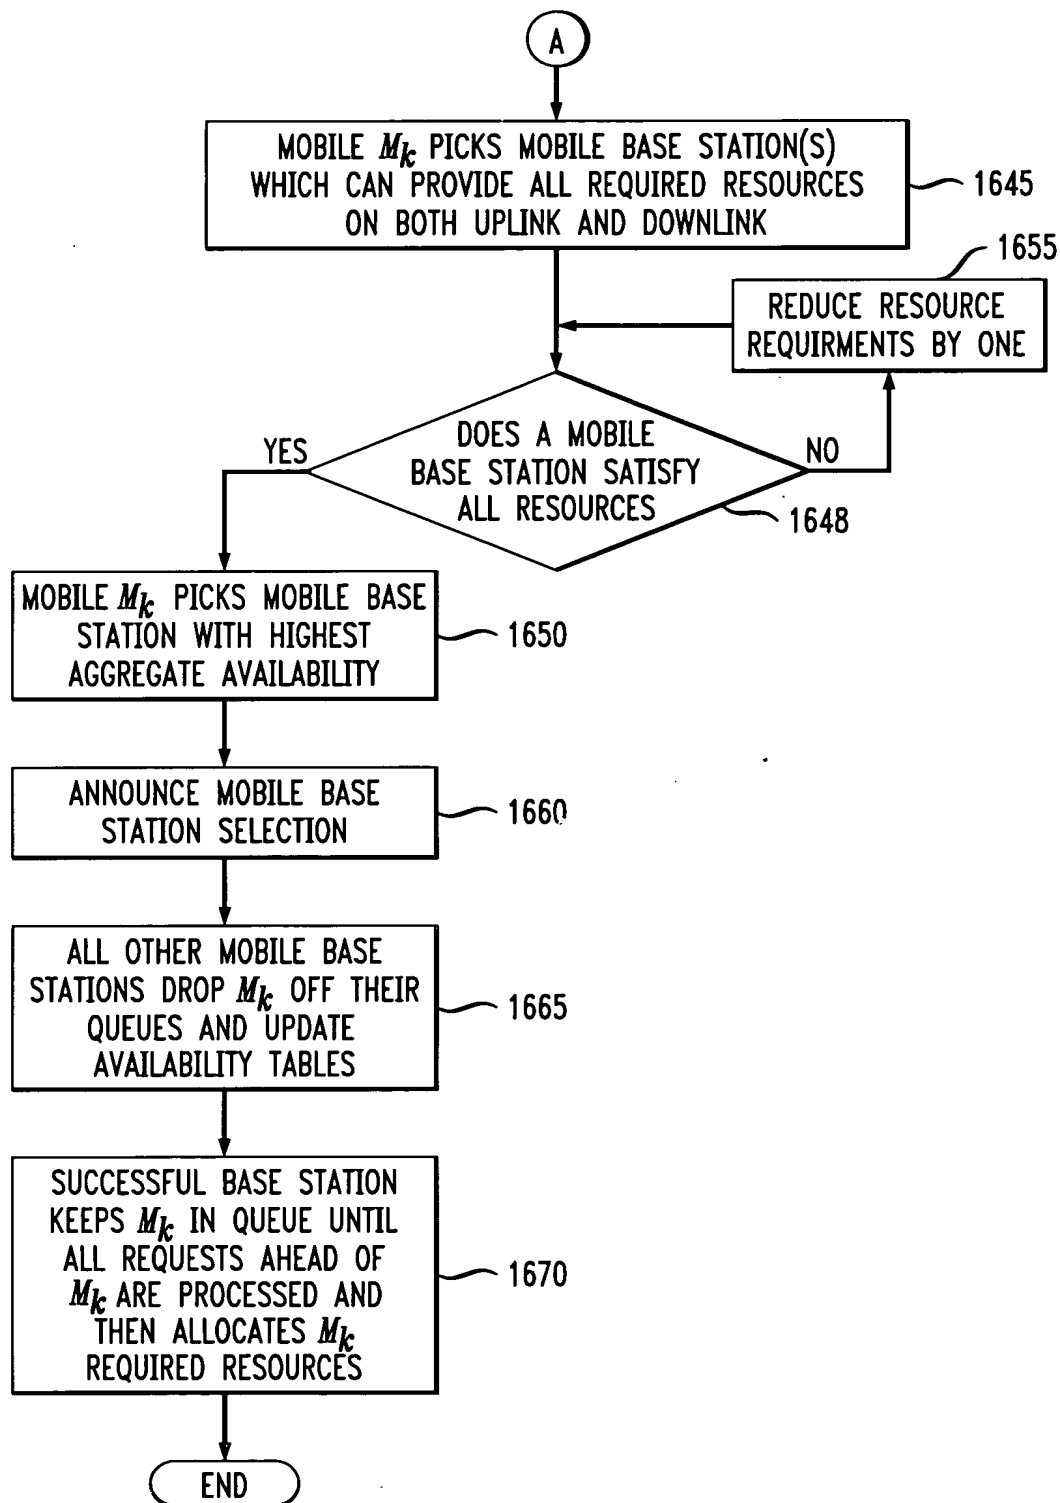 A
MOBILE Mk PICKS MOBILE BASE STATION(S)
WHICH CAN PROVIDE ALL REQUIRED RESOURCES
ON BOTH UPLINK AND DOWNLINK
1645
1655
REDUCE RESOURCE
REQUIRMENTS BY ONE
YES
DOES A MOBILE
BASE STATION SATISFY
ALL RESOURCES
NO
1648
MOBILE Mk PICKS MOBILE BASE
STATION WITH HIGHEST
AGGREGATE AVAILABILITY
1650
ANNOUNCE MOBILE BASE
STATION SELECTION
1660
ALL OTHER MOBILE BASE
STATIONS DROP Mk OFF THEIR
QUEUES AND UPDATE
AVAILABILITY TABLES
1665
SUCCESSFUL BASE STATION
KEEPS Mk IN QUEUE UNTIL
ALL REQUESTS AHEAD OF
Mk ARE PROCESSED AND
THEN ALLOCATES Mk
REQUIRED RESOURCES
1670
END